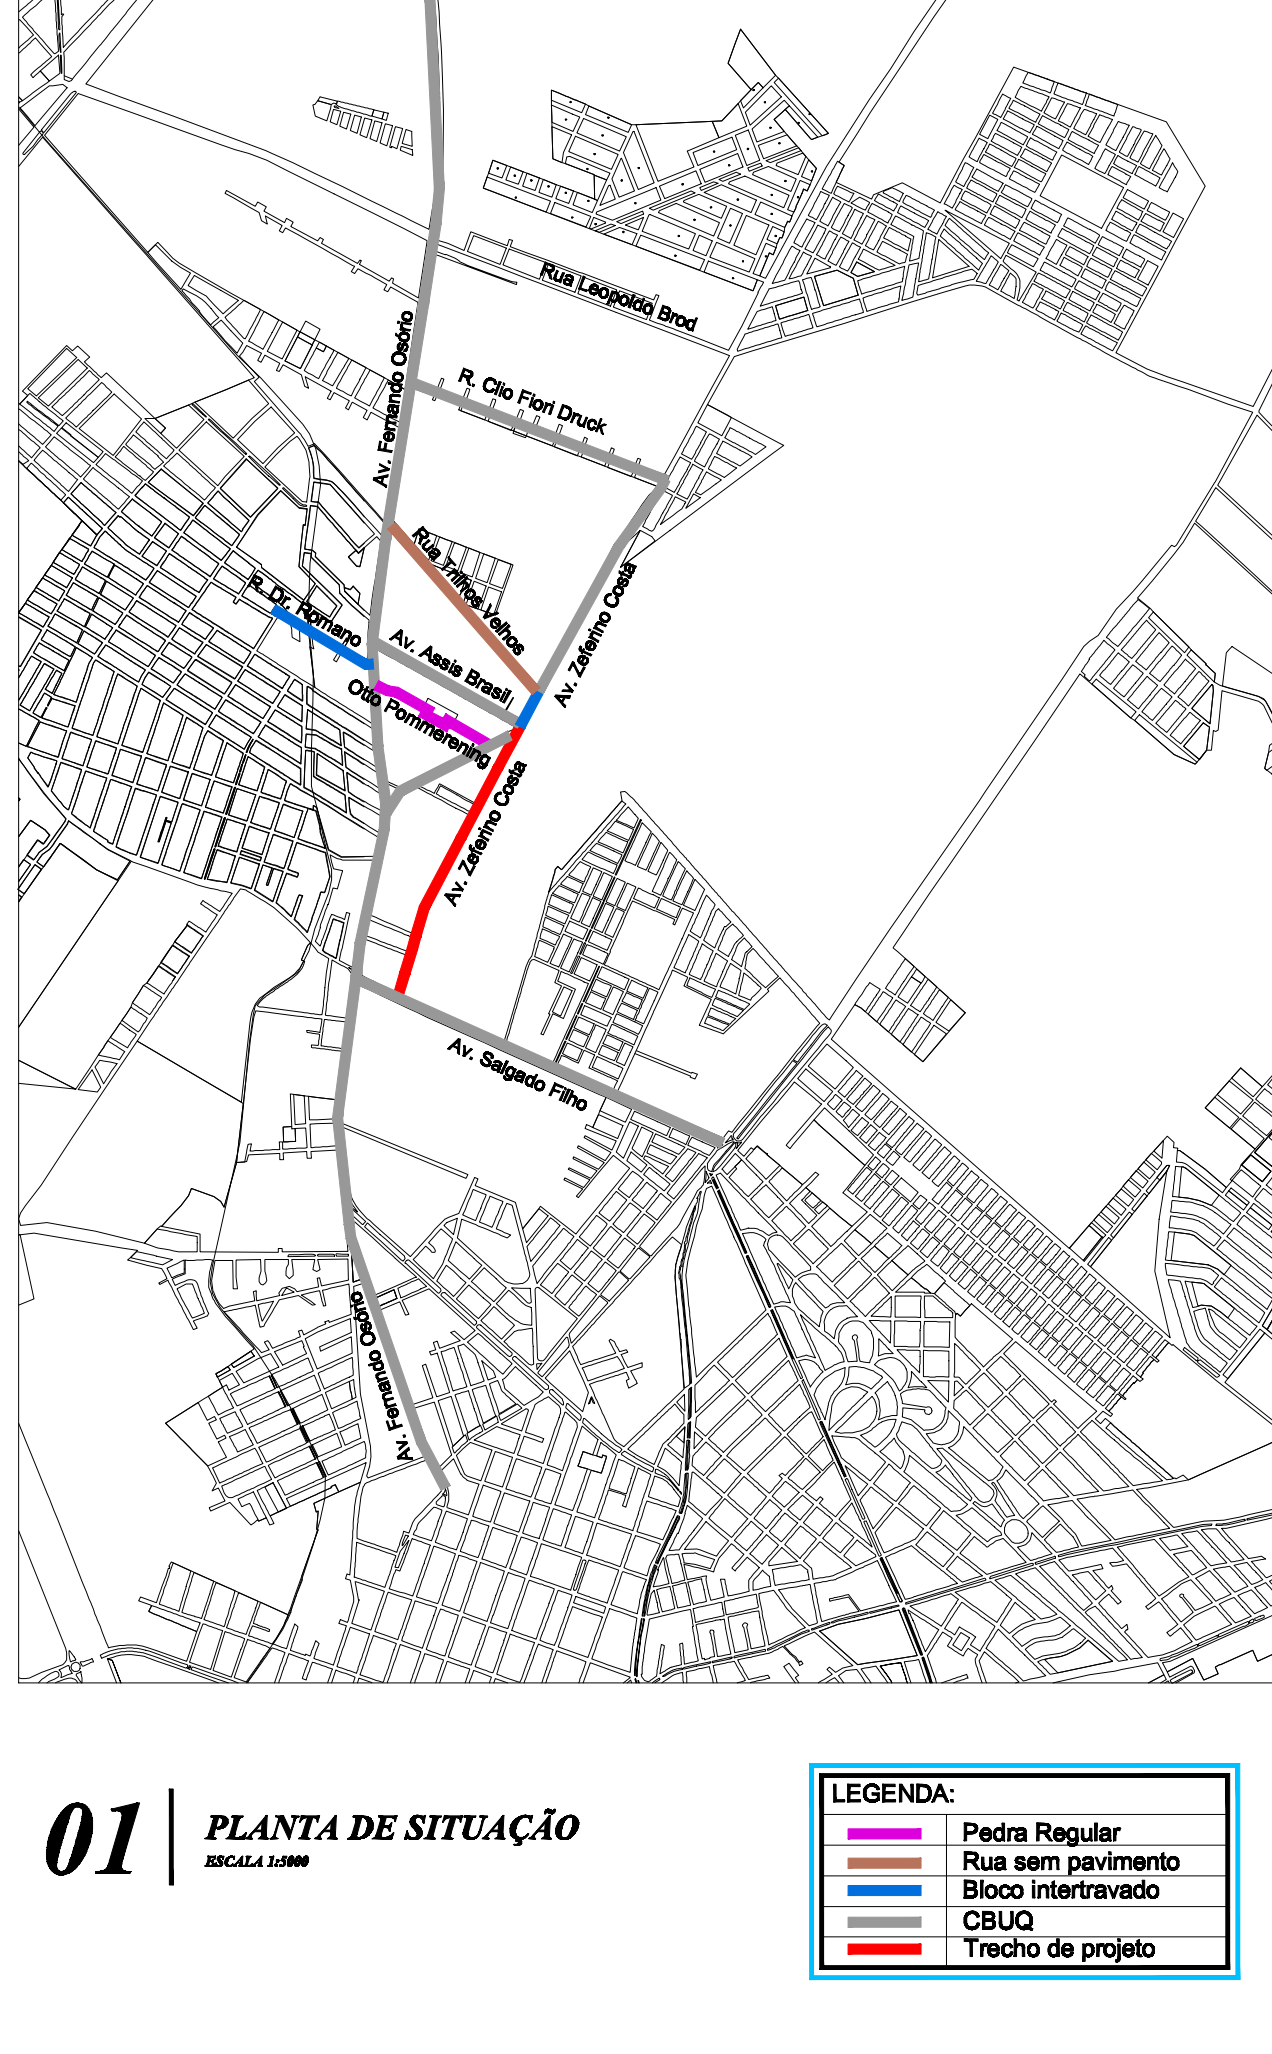 Rua Leopoldo Brod
Av. Fernando Osório
R. Clio Fiori Druck
Rua Trilhos Velhos
R. Dr. Romano
Av. Assis Brasil
Av. Zeferino Costa
Otto Pommerening
Av. Zeferino Costa
Av. Salgado Filho
Av. Fernando Osório
01
PLANTA DE SITUAÇÃO
ESCALA 1:5000
LEGENDA:
Pedra Regular
Rua sem pavimento
Bloco intertravado
CBUQ
Trecho de projeto